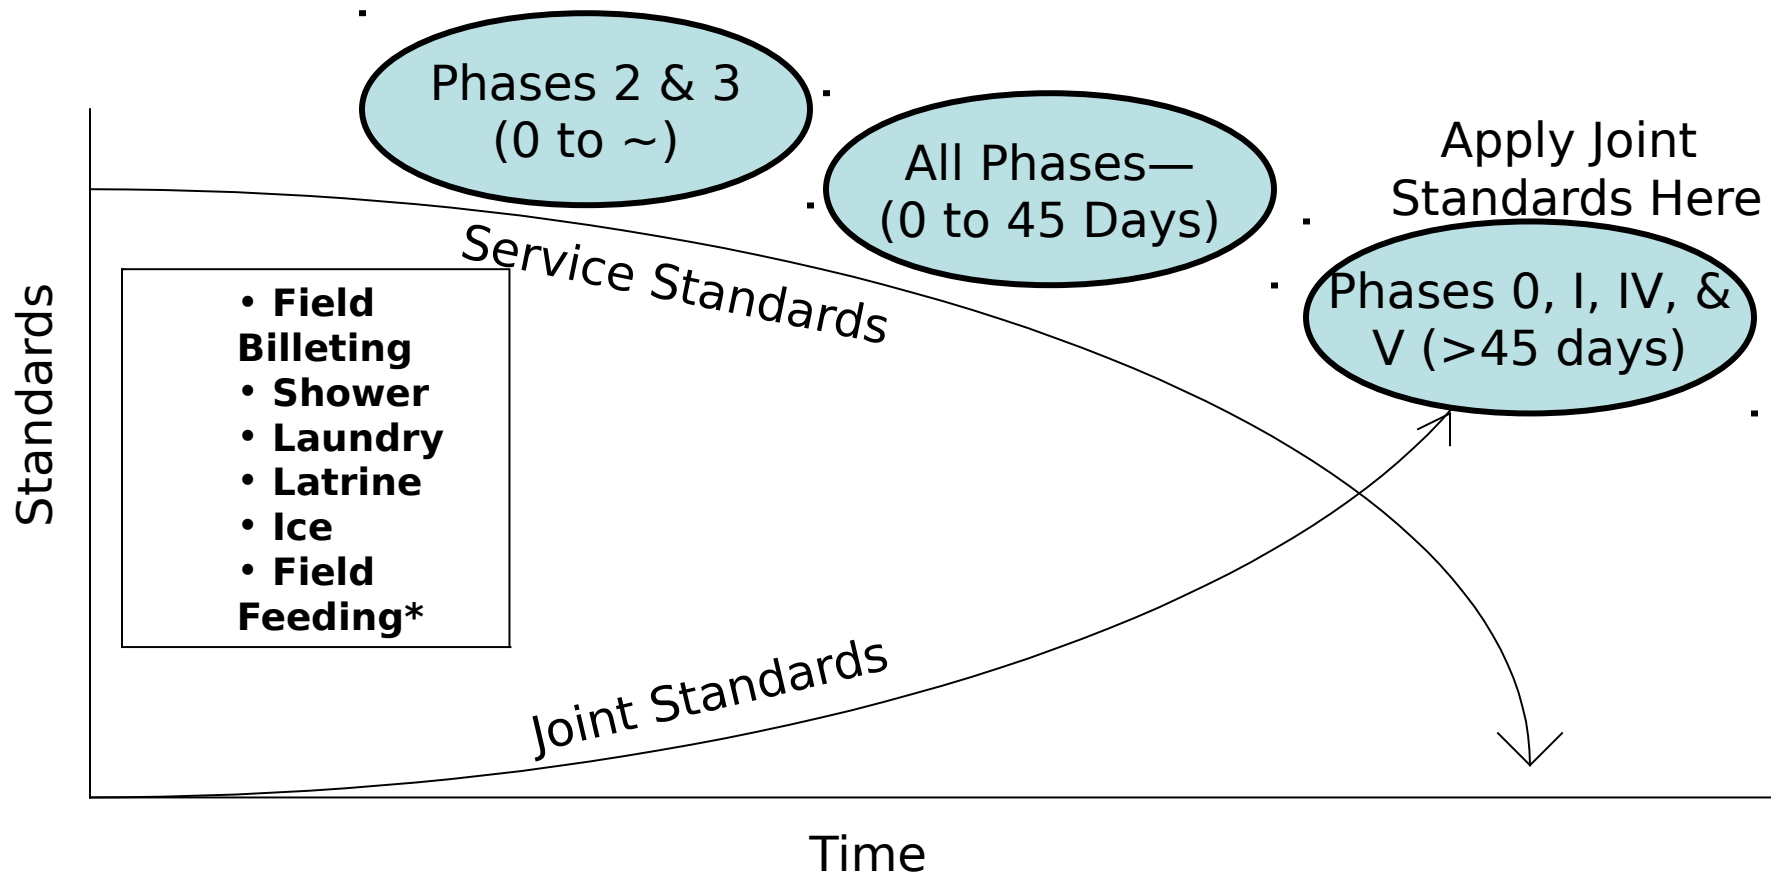 Phases 2 & 3
(0 to ~)
All Phases—
(0 to 45 Days)
Apply Joint
Standards Here
Phases 0, I, IV, &
V (>45 days)
Service Standards
• Field
Billeting
• Shower
• Laundry
• Latrine
• Ice
• Field
Feeding*
Standards
Joint Standards
Time